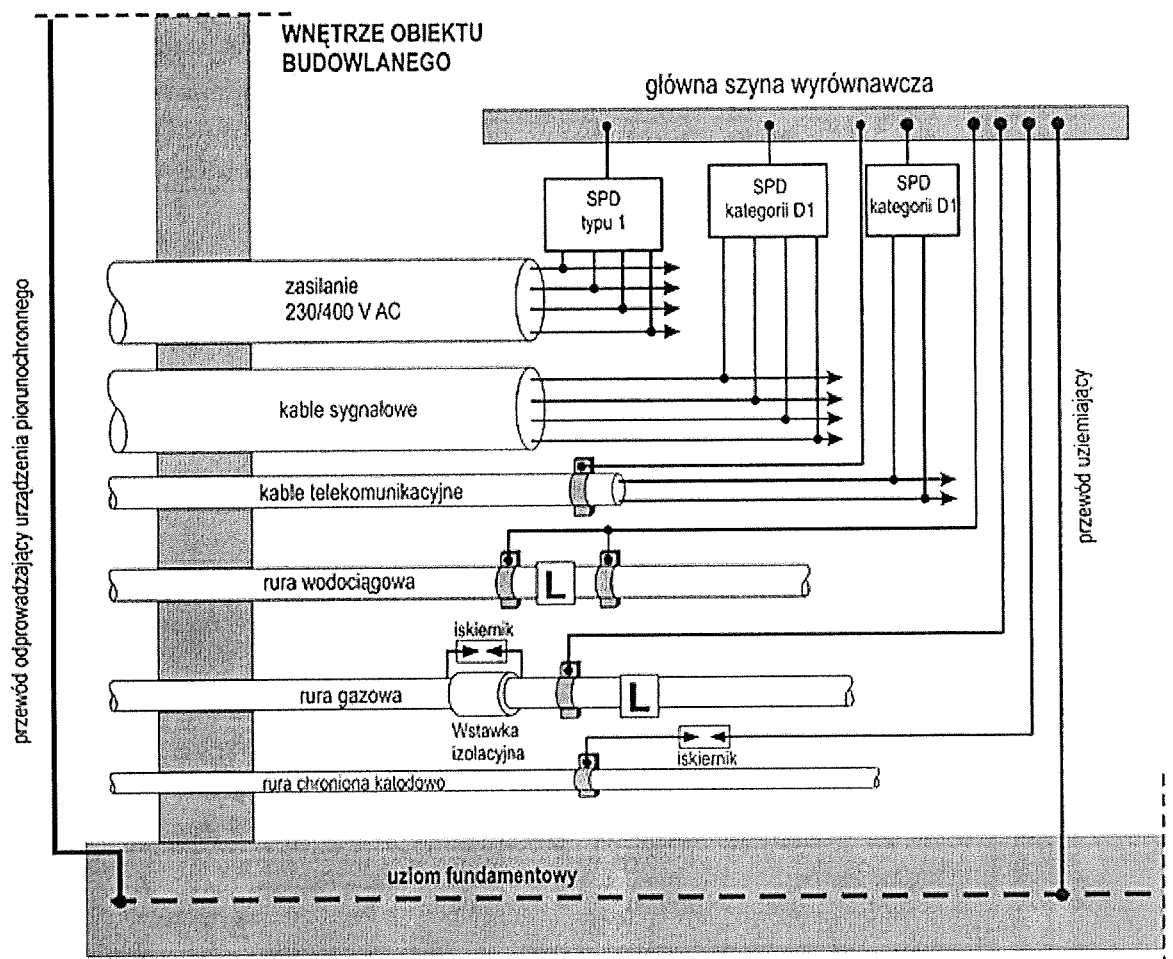 WNĘTRZE OBIEKTU
BUDOWLANEGO
główna szyna wyrównawcza
SPD
typu 1
SPD
kategorii D1
SPD
kategorii D1
zasilanie
230/400 V AC
kable sygnałowe
kable telekomunikacyjne
rura wodociągowa
L
iskiernik
rura gazowa
L
Wstawka
izolacyjna
iskiernik
rura chroniona katodowo
uziom fundamentowy
przewód odprowadzający urządzenia piorunochronnego
przewód uziemiający